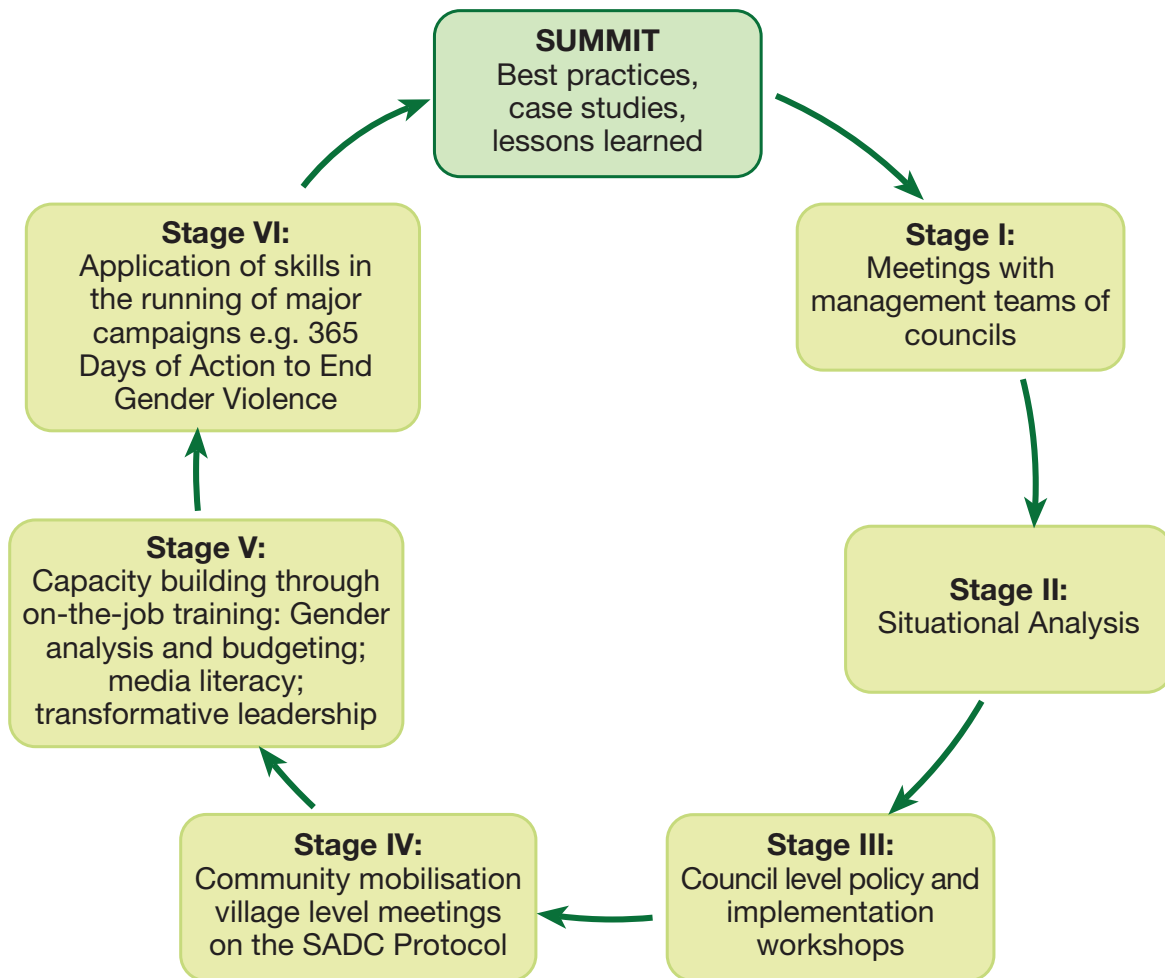 SUMMIT
Best practices,
case studies,
lessons learned
Stage I:
Meetings with
management teams of
councils
Stage II:
Situational Analysis
Stage III:
Council level policy and
implementation
workshops
Stage IV:
Community mobilisation
village level meetings
on the SADC Protocol
Stage V:
Capacity building through
on-the-job training: Gender
analysis and budgeting;
media literacy;
transformative leadership
Stage VI:
Application of skills in
the running of major
campaigns e.g. 365
Days of Action to End
Gender Violence